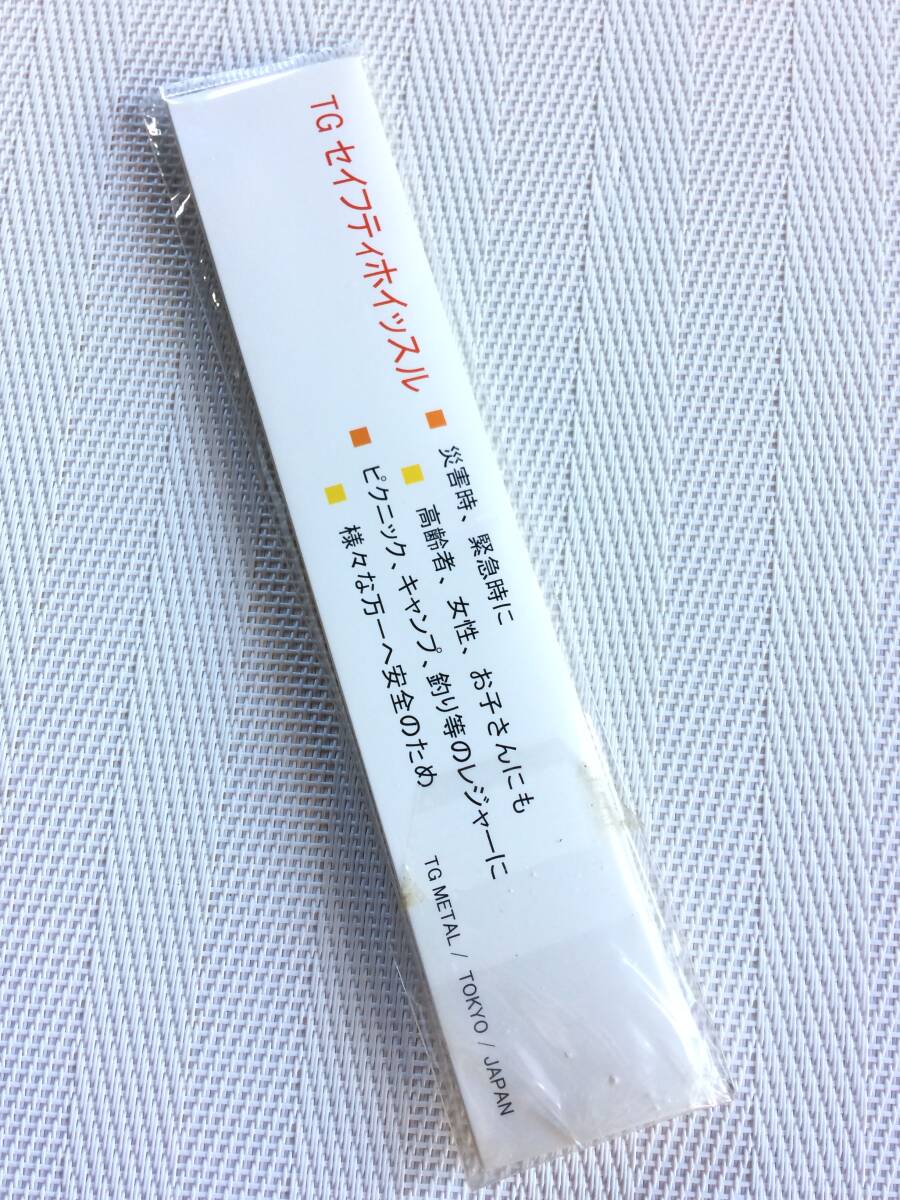 TG セイフティホイッスル
災害時、緊急時に
高齢者、女性、お子さんにも
ピクニック、キャンプ、釣り等のレジャーに
様々な万一へ安全のため
TG METAL / TOKYO / JAPAN